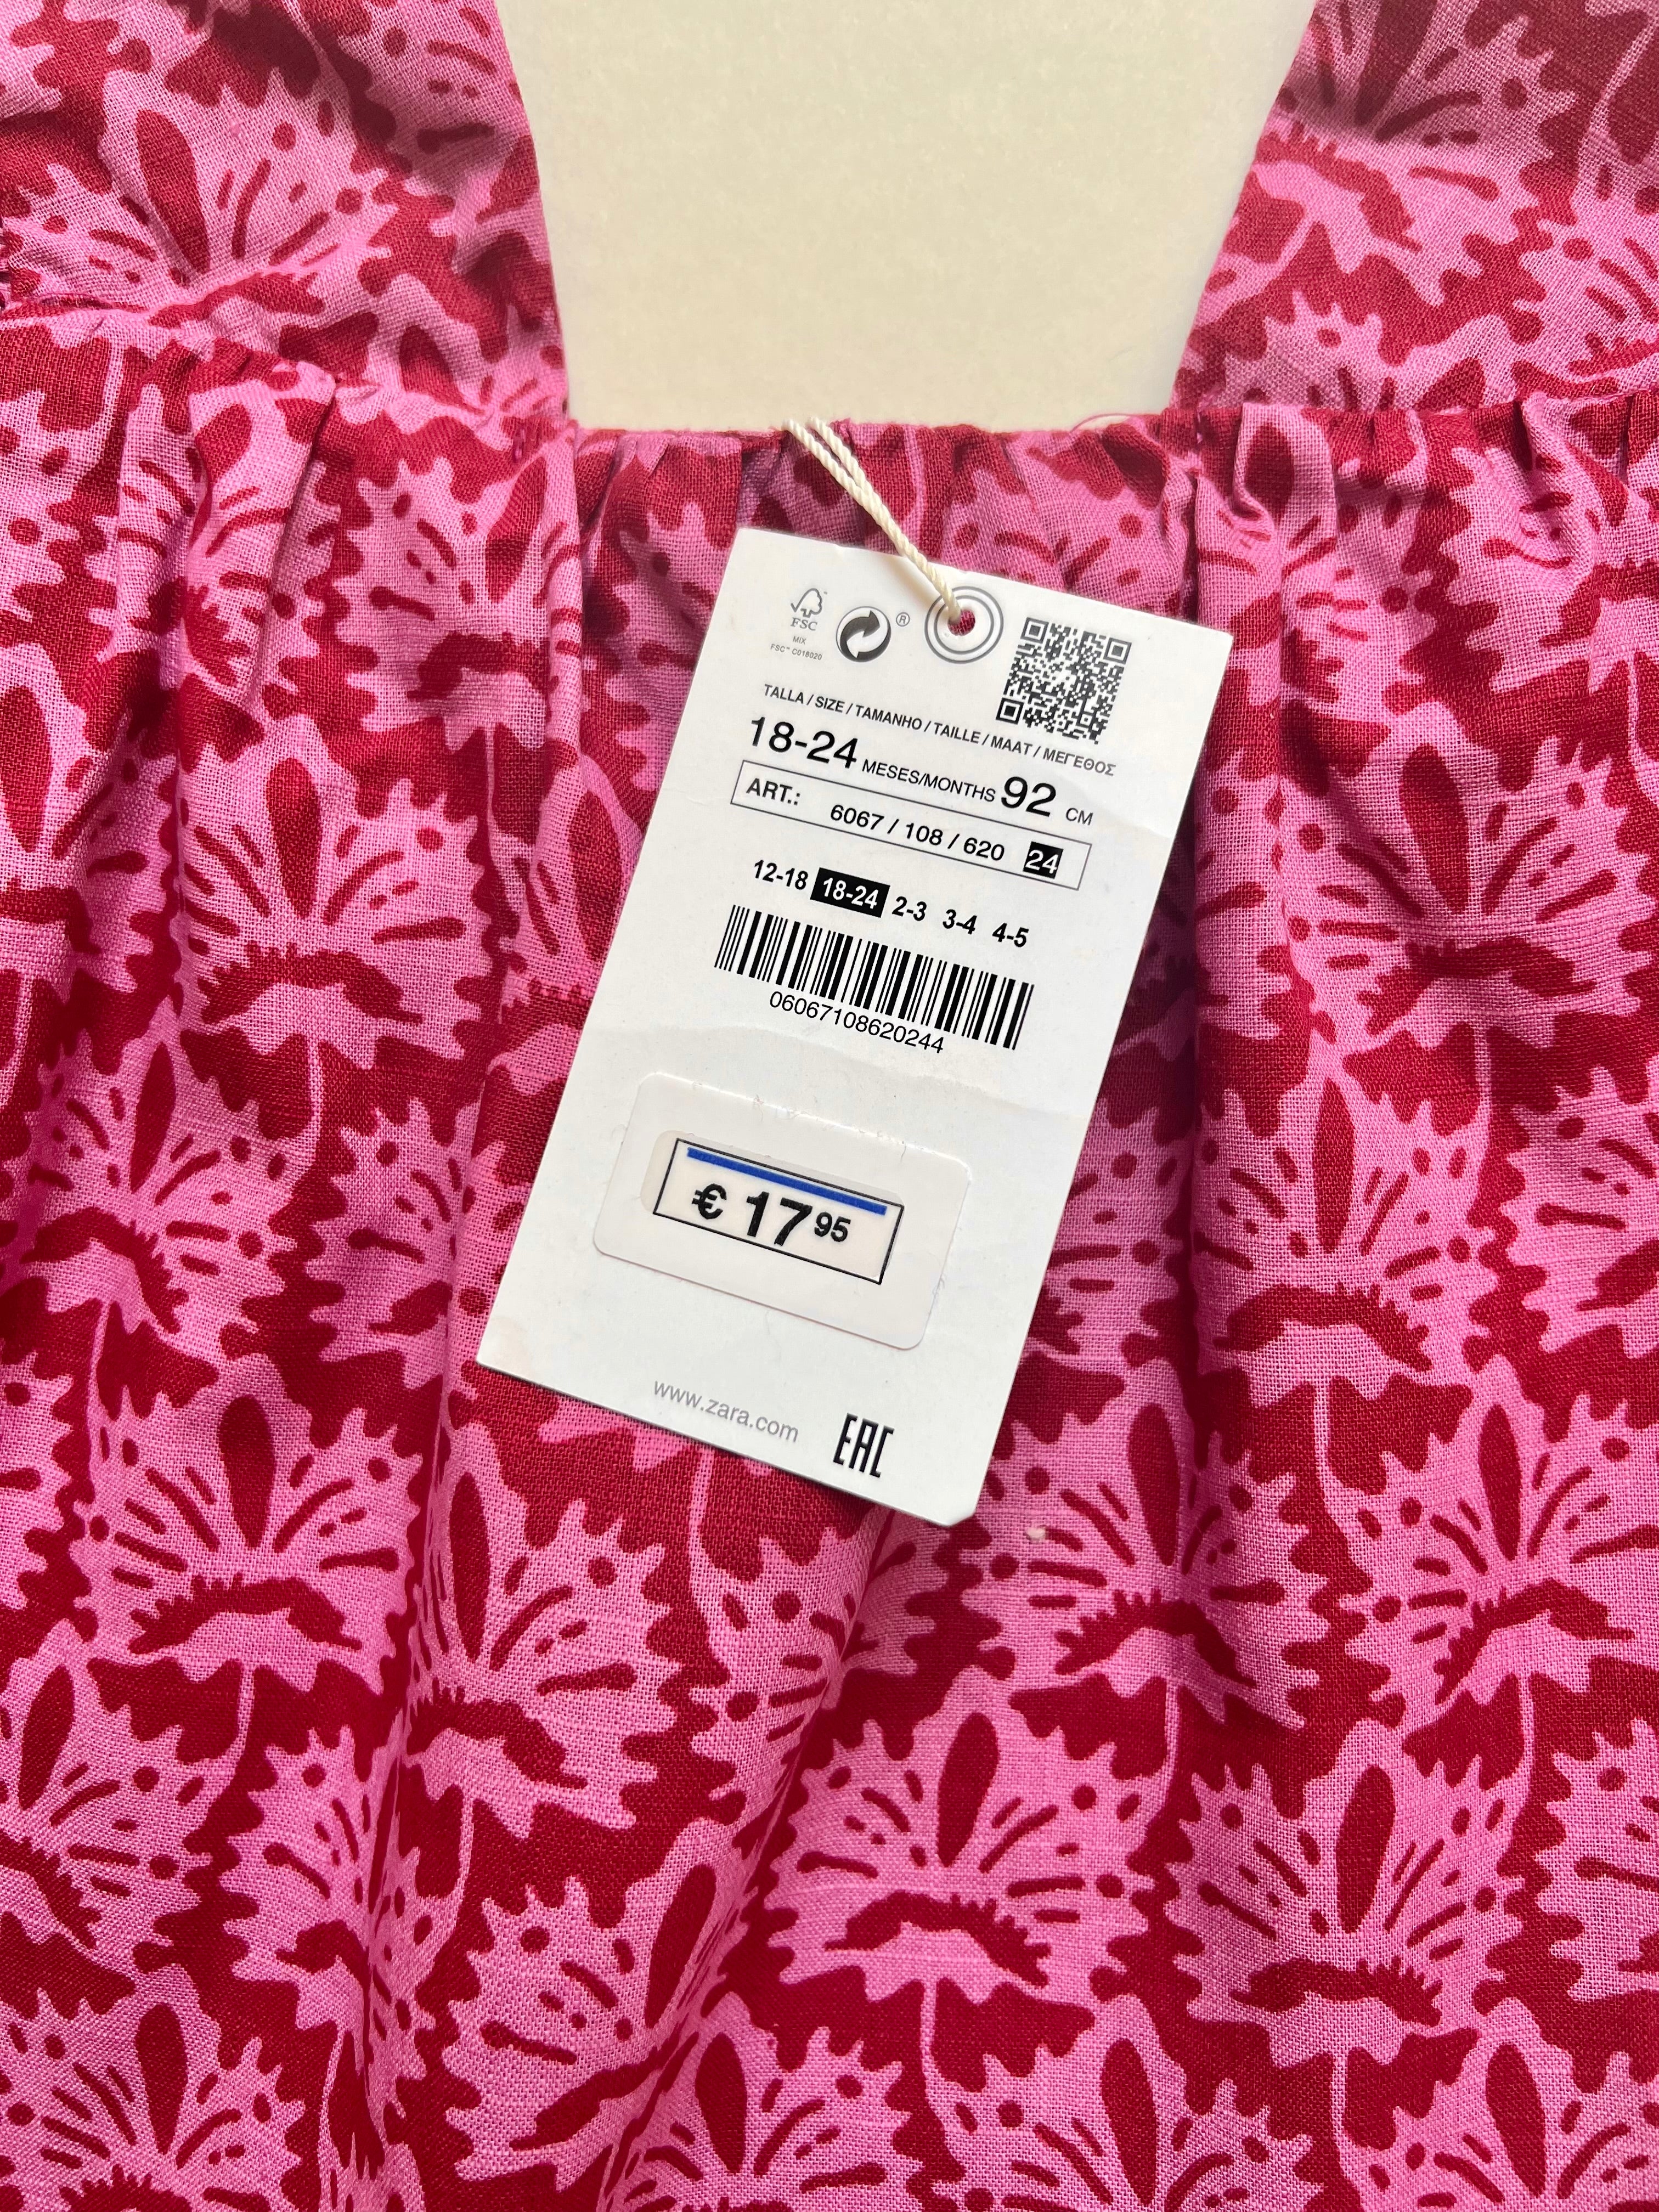 FSC
MIX
FSC™ C018020
®
TALLA / SIZE / TAMANHO / TAILLE / MAAT / ΜΕΓΕΘΟΣ
18-24 MESES/MONTHS 92 CM
ART.: 6067 / 108 / 620 24
12-18 18-24 2-3 3-4 4-5
06067108620244
€ 17 95
www.zara.com
EAC